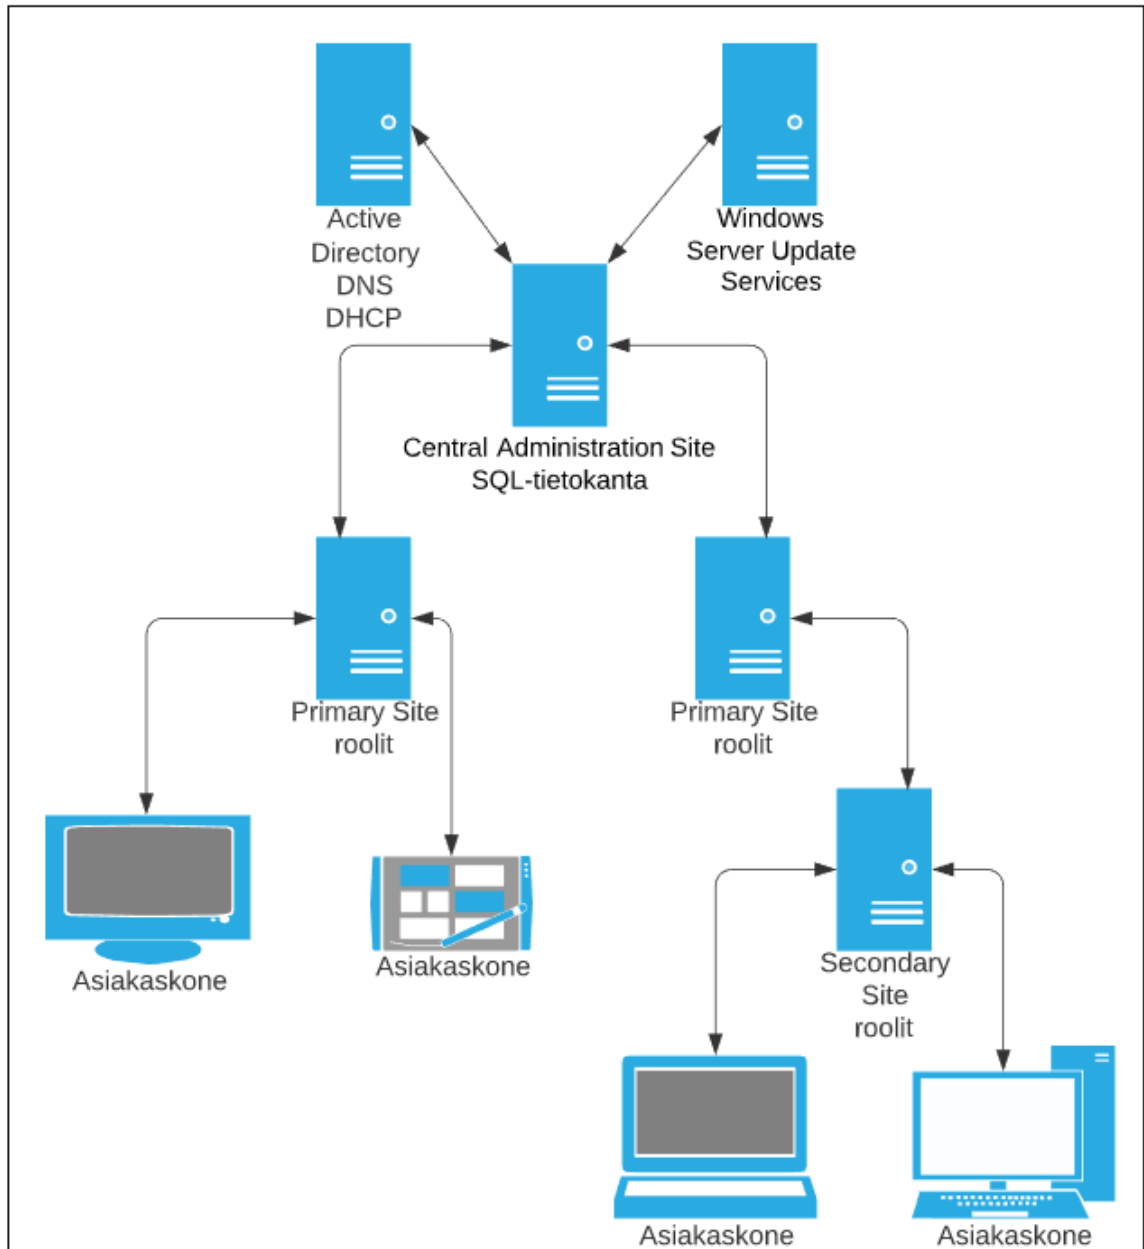 Active
Directory
DNS
DHCP
Windows
Server Update
Services
Central Administration Site
SQL-tietokanta
Primary Site
roolit
Primary Site
roolit
Asiakaskone
Asiakaskone
Secondary
Site
roolit
Asiakaskone
Asiakaskone